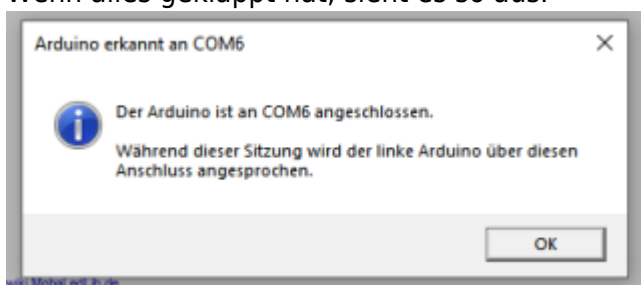 Wenn alles geklappt hat, sieht es so aus:
Arduino erkannt an COM6
Der Arduino ist an COM6 angeschlossen.
Während dieser Sitzung wird der linke Arduino über diesen
Anschluss angesprochen.
OK